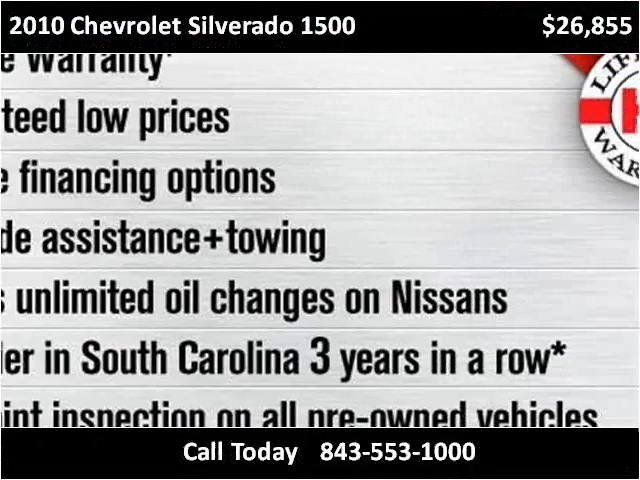 2010 Chevrolet Silverado 1500 $26,855
e Warranty*
teed low prices
e financing options
de assistance+towing
s unlimited oil changes on Nissans
ler in South Carolina 3 years in a row*
int inspection on all pre-owned vehicles
LIF
WAR
Call Today 843-553-1000